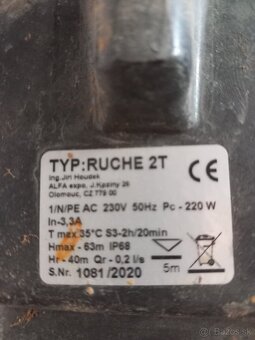 TYP:RUCHE 2T
Ing.Jiri Houdek
ALFA expo, J.Koziny 26
Olomouc, CZ 779 00
CE
1/N/PE AC 230V 50Hz Pc - 220 W
In-3,3A
T max 35°C S3-2h/20min
Hmax - 63m IP68
Hr - 40m Qr - 0,2 l/s
5m
S.Nr. 1081/2020